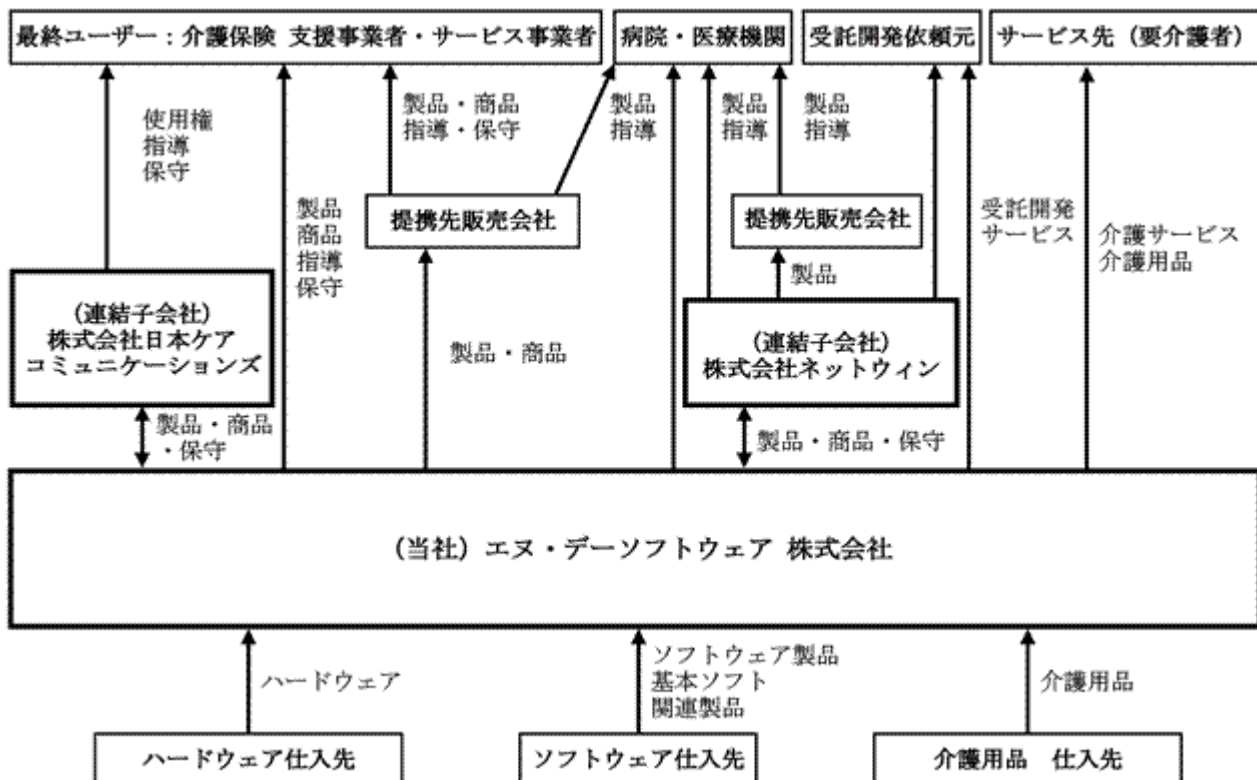 最終ユーザー：介護保険 支援事業者・サービス事業者
病院・医療機関
受託開発依頼元
サービス先（要介護者）
使用権
指導
保守
製品・商品
指導・保守
製品
指導
製品
指導
製品
指導
製品
商品
指導
保守
提携先販売会社
提携先販売会社
受託開発
サービス
介護サービス
介護用品
製品
（連結子会社）
株式会社日本ケア
コミュニケーションズ
製品・商品
（連結子会社）
株式会社ネットウィン
製品・商品
・保守
製品・商品・保守
（当社）エヌ・デーソフトウェア 株式会社
ハードウェア
ソフトウェア製品
基本ソフト
関連製品
介護用品
ハードウェア仕入先
ソフトウェア仕入先
介護用品 仕入先